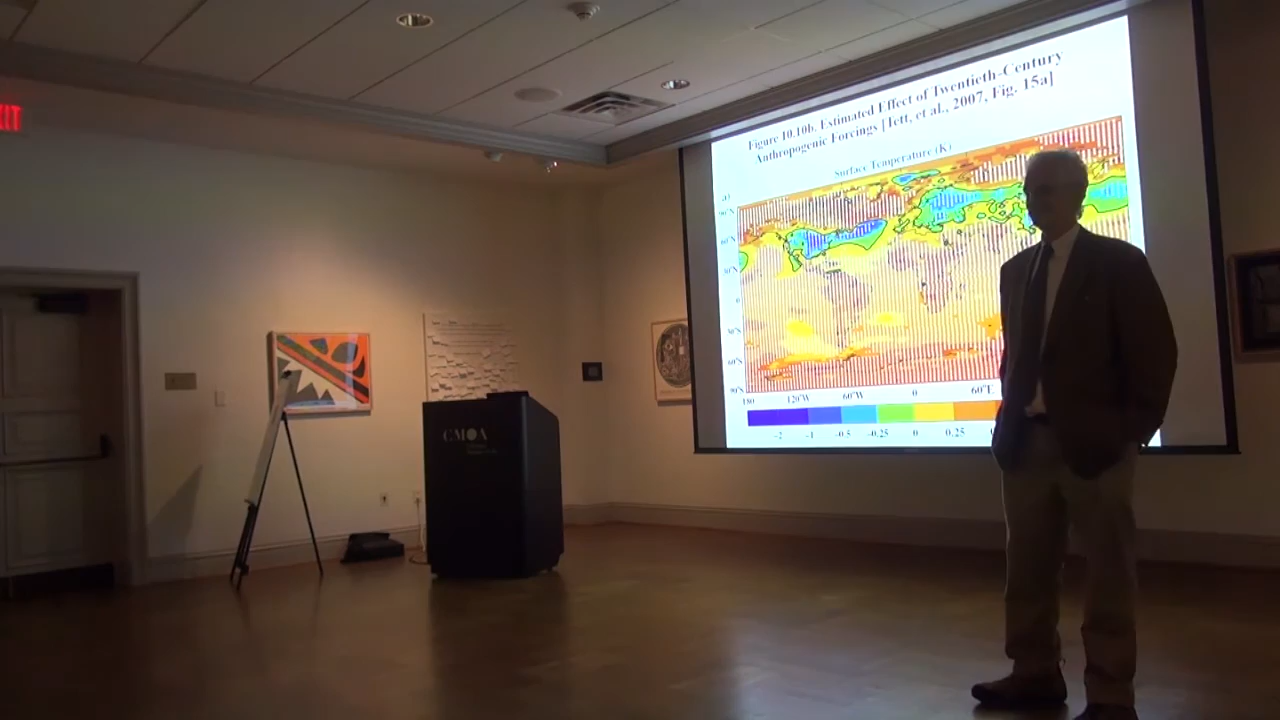 XIT
Figure 10.10b. Estimated Effect of Twentieth-Century
Anthropogenic Forcings [Tett, et al., 2007, Fig. 15a]
Surface Temperature (K)
a)
90°N
60°N
30°N
0
30°S
60°S
90°S
180 120°W 60°W 0 60°E
-2 -1 -0.5 -0.25 0 0.25
CMOA